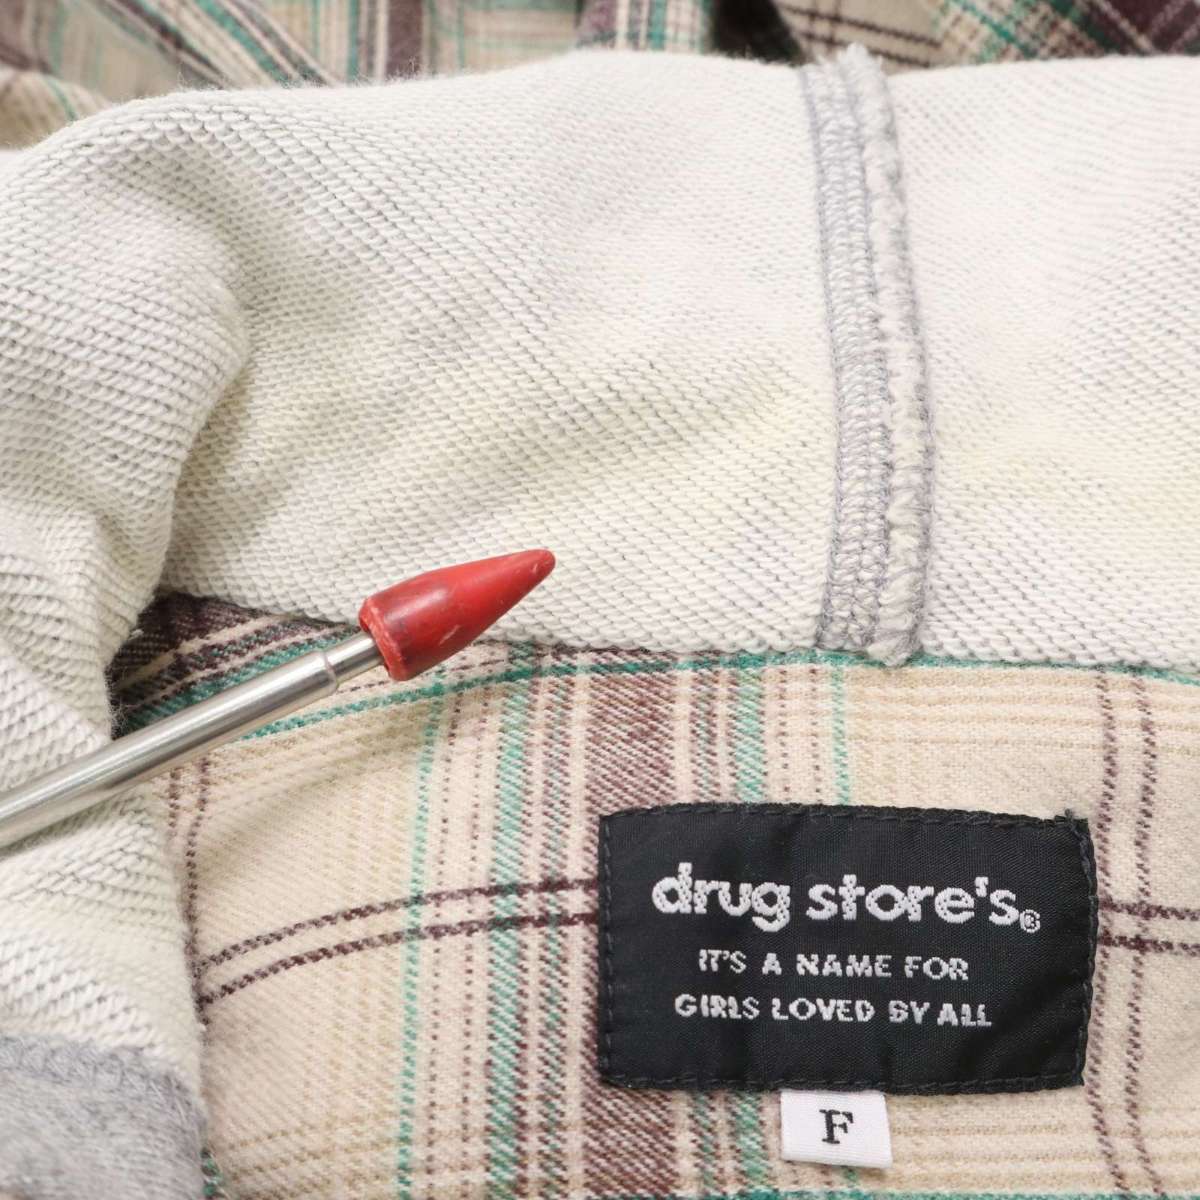 drug store's®
IT'S A NAME FOR
GIRLS LOVED BY ALL
F